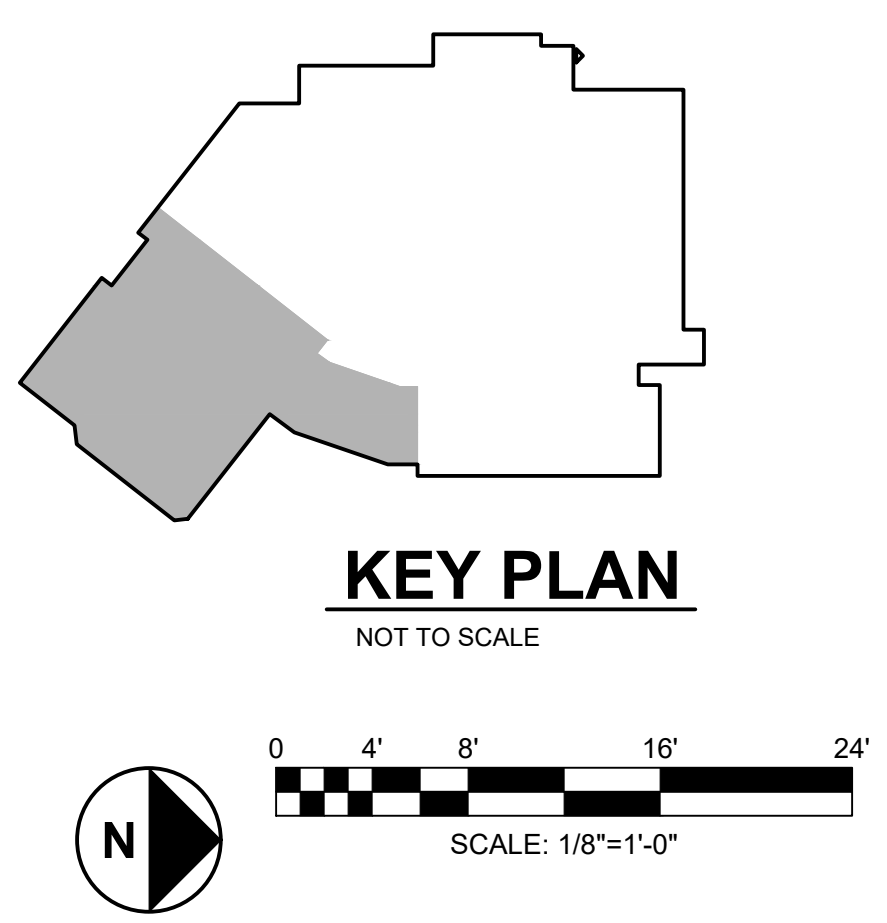 KEY PLAN
NOT TO SCALE
0 4' 8' 16' 24'
N
SCALE: 1/8"=1'-0"